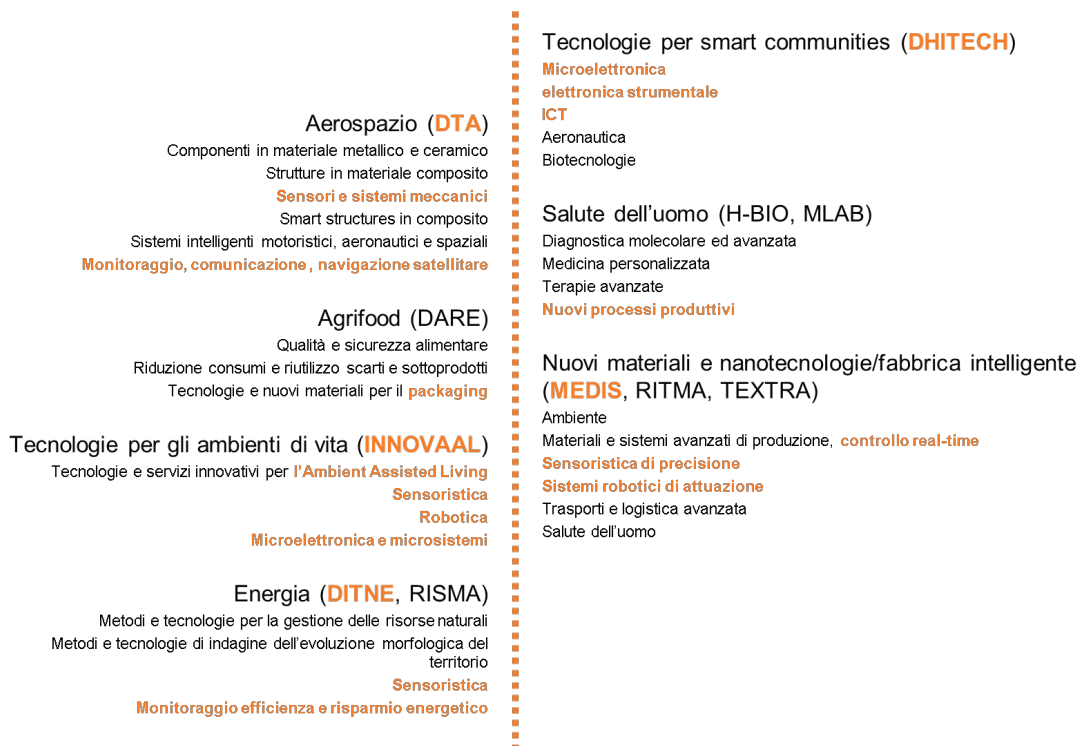 Aerospazio (DTA)
Componenti in materiale metallico e ceramico
Strutture in materiale composito
Sensori e sistemi meccanici
Smart structures in composito
Sistemi intelligenti motoristici, aeronautici e spaziali
Monitoraggio, comunicazione , navigazione satellitare
Agrifood (DARE)
Qualità e sicurezza alimentare
Riduzione consumi e riutilizzo scarti e sottoprodotti
Tecnologie e nuovi materiali per il packaging
Tecnologie per gli ambienti di vita (INNOVAAL)
Tecnologie e servizi innovativi per l'Ambient Assisted Living
Sensoristica
Robotica
Microelettronica e microsistemi
Energia (DITNE, RISMA)
Metodi e tecnologie per la gestione delle risorse naturali
Metodi e tecnologie di indagine dell'evoluzione morfologica del
territorio
Sensoristica
Monitoraggio efficienza e risparmio energetico
Tecnologie per smart communities (DHITECH)
Microelettronica
elettronica strumentale
ICT
Aeronautica
Biotecnologie
Salute dell'uomo (H-BIO, MLAB)
Diagnostica molecolare ed avanzata
Medicina personalizzata
Terapie avanzate
Nuovi processi produttivi
Nuovi materiali e nanotecnologie/fabbrica intelligente
(MEDIS, RITMA, TEXTRA)
Ambiente
Materiali e sistemi avanzati di produzione, controllo real-time
Sensoristica di precisione
Sistemi robotici di attuazione
Trasporti e logistica avanzata
Salute dell'uomo